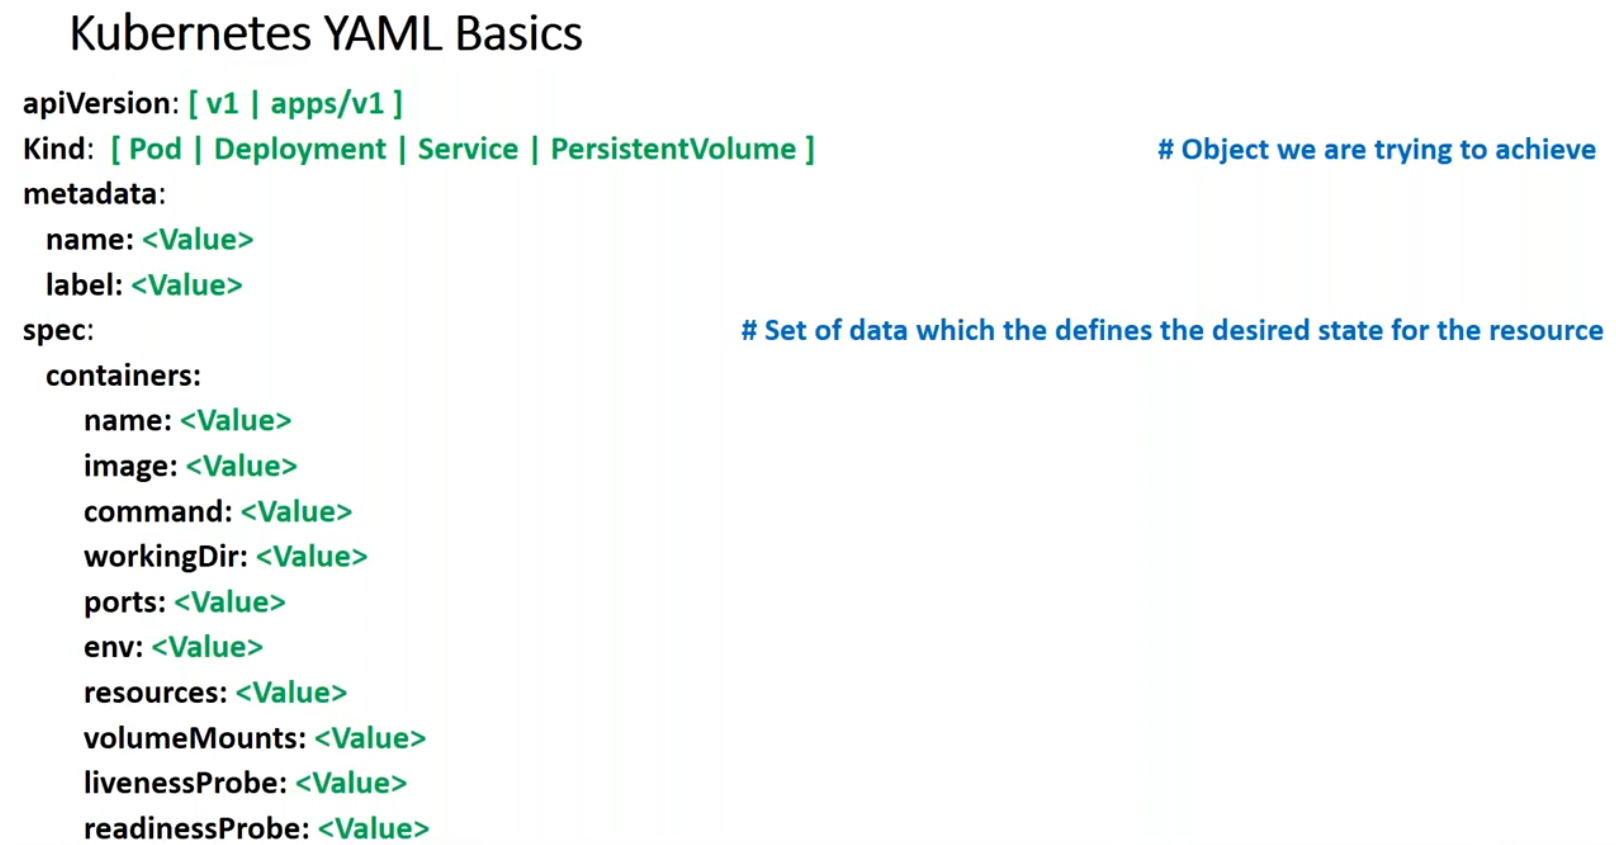 Kubernetes YAML Basics
apiVersion: [ v1 | apps/v1 ]
Kind: [ Pod | Deployment | Service | PersistentVolume ] # Object we are trying to achieve
metadata:
name: <Value>
label: <Value>
spec: # Set of data which the defines the desired state for the resource
containers:
name: <Value>
image: <Value>
command: <Value>
workingDir: <Value>
ports: <Value>
env: <Value>
resources: <Value>
volumeMounts: <Value>
livenessProbe: <Value>
readinessProbe: <Value>